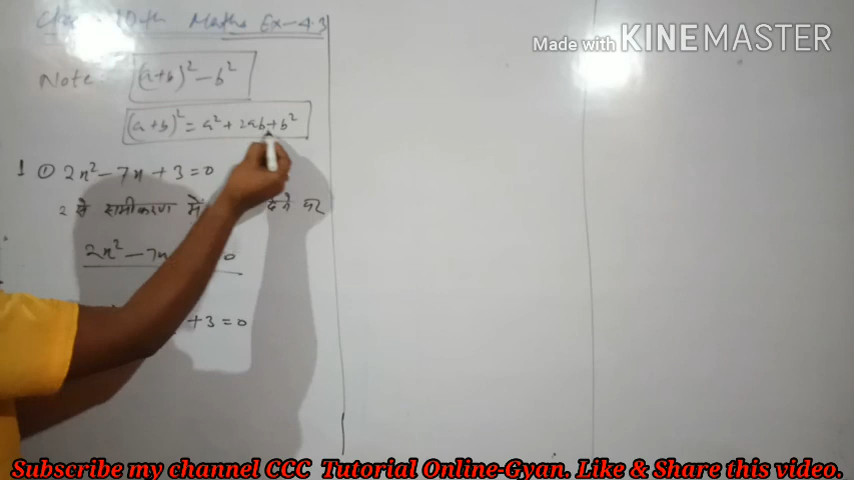 Class 10th Maths Ex-4.3
Made with KINEMASTER
Note (a+b)² - b²
(a+b)² = a² + 2ab + b²
1 ① 2x² - 7x + 3 = 0
2 से समीकरण में देने पर
2x² - 7x 0
+ 3 = 0
Subscribe my channel CCC Tutorial Online-Gyan. Like & Share this video.